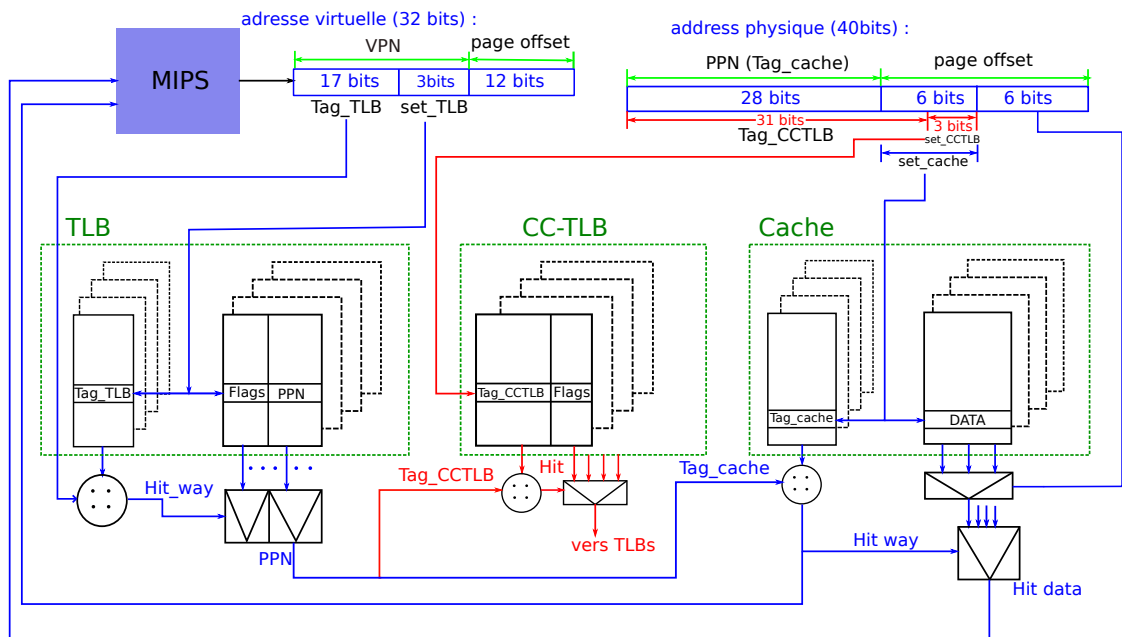 adresse virtuelle (32 bits) :
address physique (40bits) :
MIPS
VPN
page offset
17 bits
3bits
12 bits
Tag_TLB
set_TLB
PPN (Tag_cache)
page offset
28 bits
6 bits
6 bits
31 bits
3 bits
Tag_CCTLB
set_CCTLB
set_cache
TLB
CC-TLB
Cache
Tag_TLB
Flags
PPN
Tag_CCTLB
Flags
Tag_cache
DATA
Hit_way
Tag_CCTLB
Hit
Tag_cache
PPN
vers TLBs
Hit way
Hit data